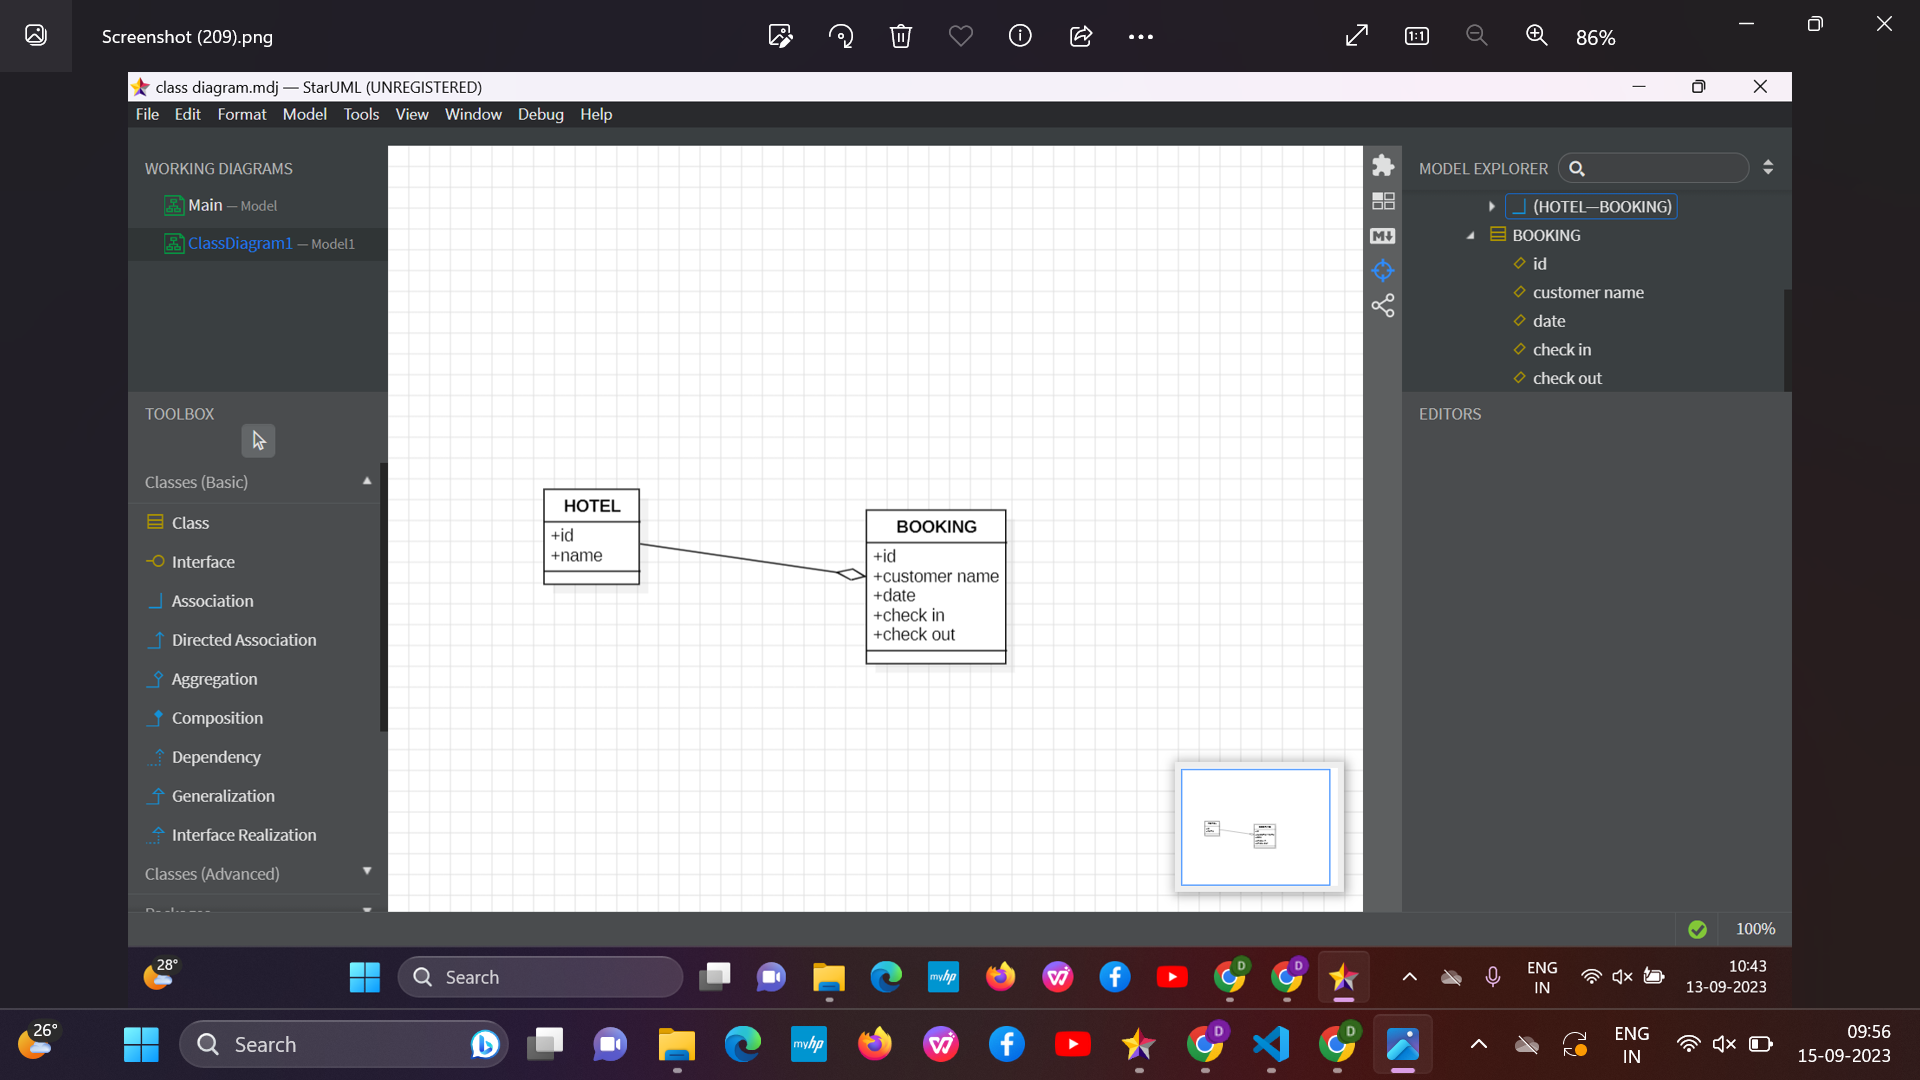 Screenshot (209).png
1:1
86%
class diagram.mdj — StarUML (UNREGISTERED)
File Edit Format Model Tools View Window Debug Help
WORKING DIAGRAMS
Main — Model
ClassDiagram1 — Model1
TOOLBOX
Classes (Basic)
Class
Interface
Association
Directed Association
Aggregation
Composition
Dependency
Generalization
Interface Realization
Classes (Advanced)
HOTEL
+id
+name
BOOKING
+id
+customer name
+date
+check in
+check out
M
MODEL EXPLORER
(HOTEL—BOOKING)
BOOKING
id
customer name
date
check in
check out
EDITORS
100%
28°
Search
myhp
D
D
ENG
IN
10:43
13-09-2023
26°
Search
myhp
D
D
ENG
IN
09:56
15-09-2023